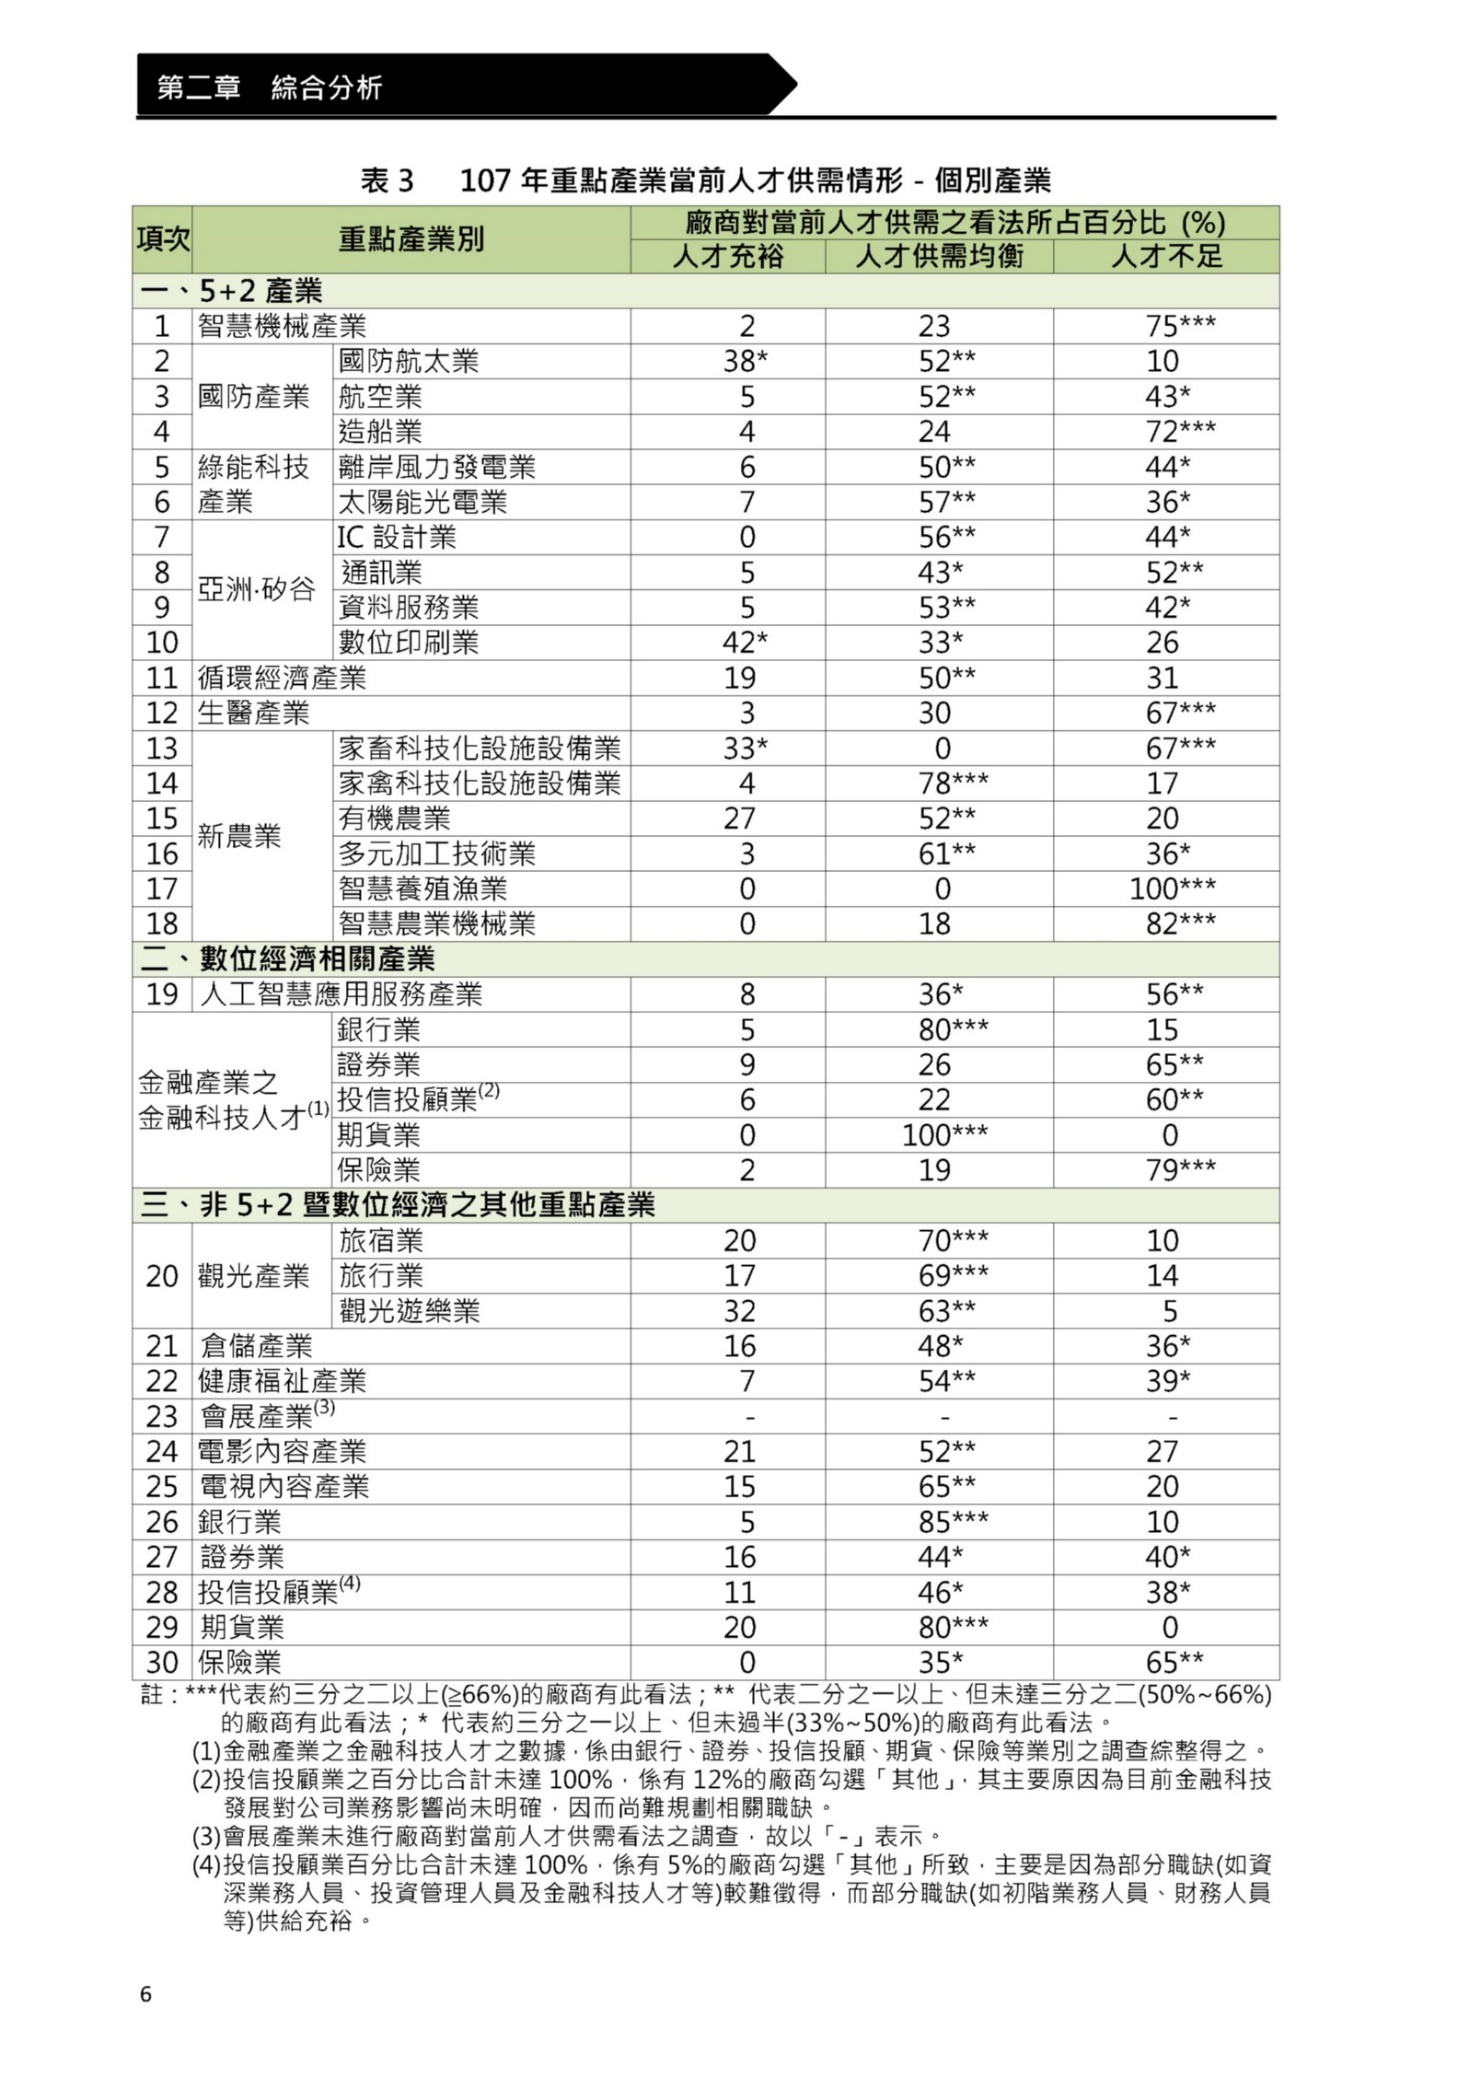 第二章 綜合分析
表 3 107 年重點產業當前人才供需情形 - 個別產業
項次 重點產業別 廠商對當前人才供需之看法所占百分比 (%)
人才充裕 人才供需均衡 人才不足
一、5+2 產業
1 智慧機械產業 2 23 75***
2 國防航太業 38* 52** 10
3 國防產業 航空業 5 52** 43*
4 造船業 4 24 72***
5 綠能科技 離岸風力發電業 6 50** 44*
6 產業 太陽能光電業 7 57** 36*
7 IC 設計業 0 56** 44*
8 通訊業 5 43* 52**
亞洲·矽谷
9 資料服務業 5 53** 42*
10 數位印刷業 42* 33* 26
11 循環經濟產業 19 50** 31
12 生醫產業 3 30 67***
13 家畜科技化設施設備業 33* 0 67***
14 家禽科技化設施設備業 4 78*** 17
15 有機農業 27 52** 20
新農業
16 多元加工技術業 3 61** 36*
17 智慧養殖漁業 0 0 100***
18 智慧農業機械業 0 18 82***
二、數位經濟相關產業
19 人工智慧應用服務產業 8 36* 56**
銀行業 5 80*** 15
證券業 9 26 65**
金融產業之
投信投顧業(2) 6 22 60**
金融科技人才(1)
期貨業 0 100*** 0
保險業 2 19 79***
三、非 5+2 暨數位經濟之其他重點產業
旅宿業 20 70*** 10
20 觀光產業 旅行業 17 69*** 14
觀光遊樂業 32 63** 5
21 倉儲產業 16 48* 36*
22 健康福祉產業 7 54** 39*
23 會展產業(3) - - -
24 電影內容產業 21 52** 27
25 電視內容產業 15 65** 20
26 銀行業 5 85*** 10
27 證券業 16 44* 40*
28 投信投顧業(4) 11 46* 38*
29 期貨業 20 80*** 0
30 保險業 0 35* 65**
註：***代表約三分之二以上(≧66%)的廠商有此看法；** 代表二分之一以上、但未達三分之二(50%~66%)
的廠商有此看法；* 代表約三分之一以上、但未過半(33%~50%)的廠商有此看法。
(1)金融產業之金融科技人才之數據，係由銀行、證券、投信投顧、期貨、保險等業別之調查綜整得之。
(2)投信投顧業之百分比合計未達 100%，係有 12%的廠商勾選「其他」，其主要原因為目前金融科技
發展對公司業務影響尚未明確，因而尚難規劃相關職缺。
(3)會展產業未進行廠商對當前人才供需看法之調查，故以「-」表示。
(4)投信投顧業百分比合計未達 100%，係有 5%的廠商勾選「其他」所致，主要是因為部分職缺(如資
深業務人員、投資管理人員及金融科技人才等)較難徵得，而部分職缺(如初階業務人員、財務人員
等)供給充裕。
6